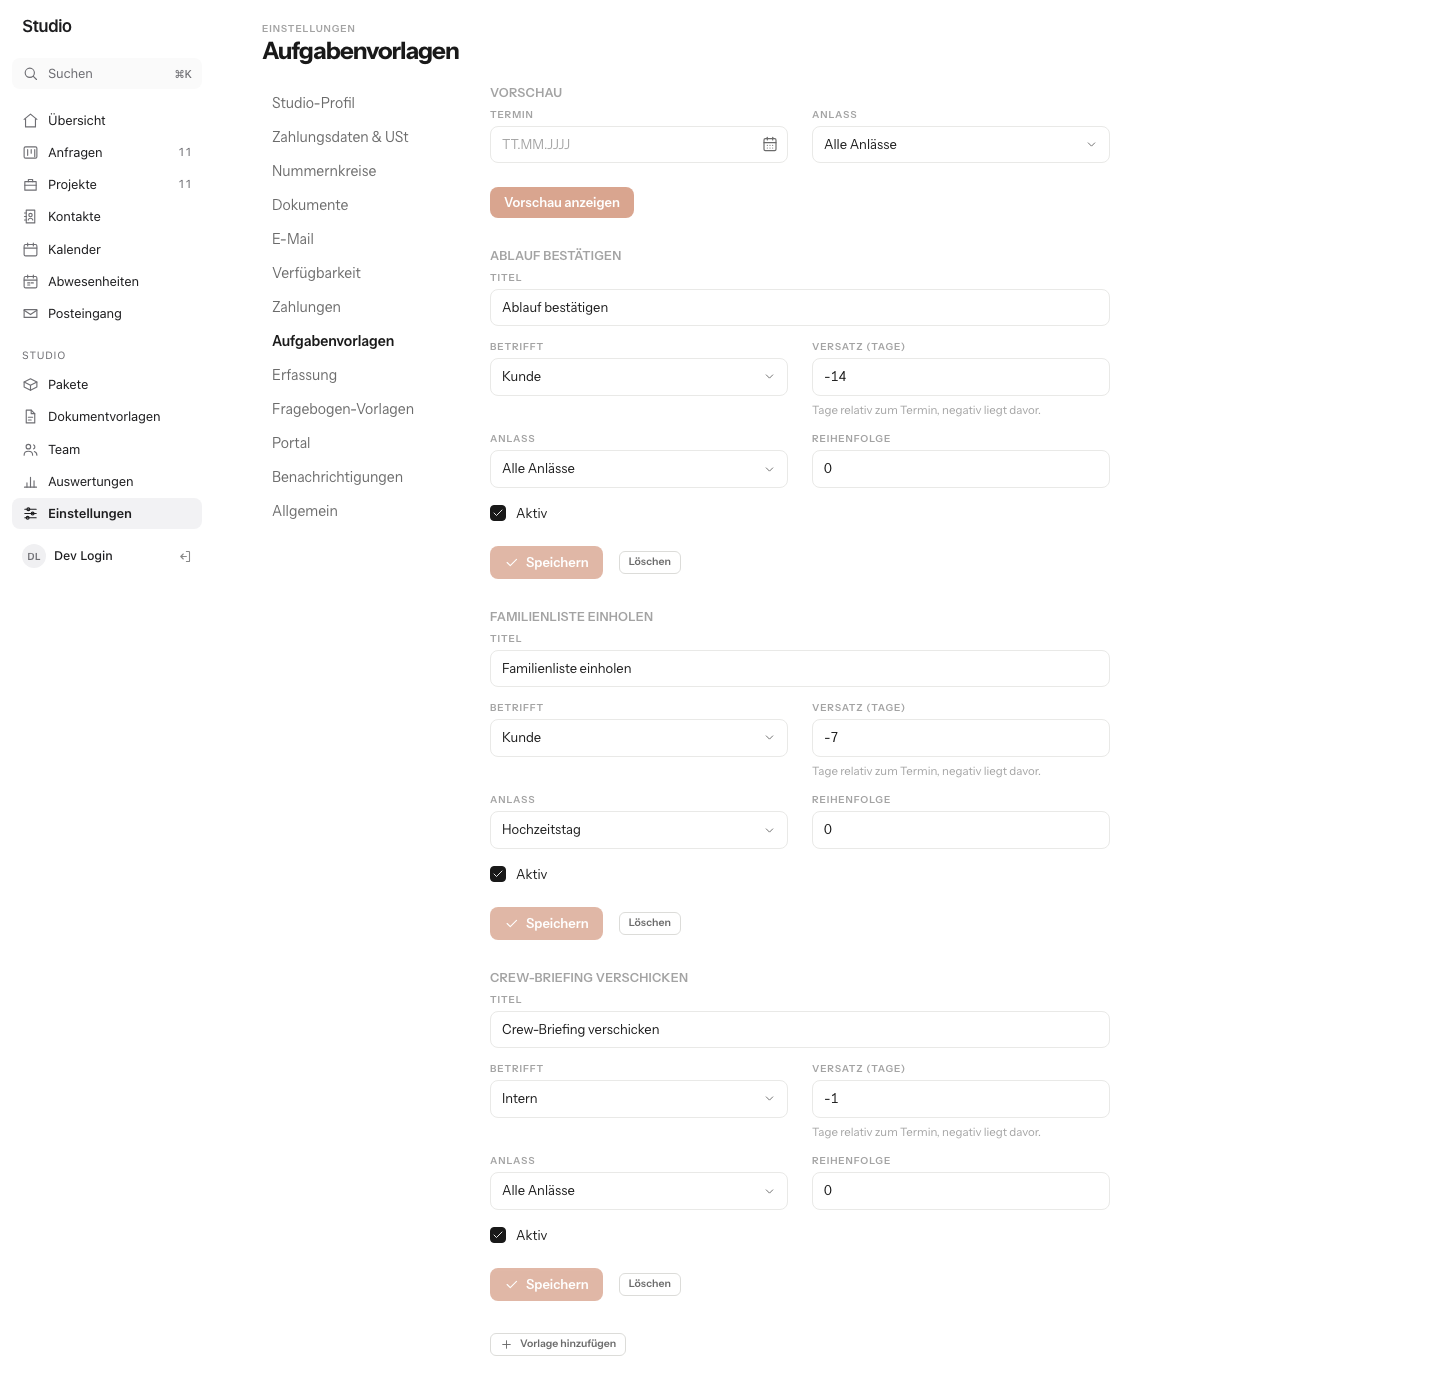 Studio
Suchen ⌘K
Übersicht
Anfragen 11
Projekte 11
Kontakte
Kalender
Abwesenheiten
Posteingang
STUDIO
Pakete
Dokumentvorlagen
Team
Auswertungen
Einstellungen
DL Dev Login
EINSTELLUNGEN
Aufgabenvorlagen
Studio-Profil
Zahlungsdaten & USt
Nummernkreise
Dokumente
E-Mail
Verfügbarkeit
Zahlungen
Aufgabenvorlagen
Erfassung
Fragebogen-Vorlagen
Portal
Benachrichtigungen
Allgemein
VORSCHAU
TERMIN ANLASS
TT.MM.JJJJ Alle Anlässe
Vorschau anzeigen
ABLAUF BESTÄTIGEN
TITEL
Ablauf bestätigen
BETRIFFT VERSATZ (TAGE)
Kunde -14
Tage relativ zum Termin, negativ liegt davor.
ANLASS REIHENFOLGE
Alle Anlässe 0
Aktiv
Speichern Löschen
FAMILIENLISTE EINHOLEN
TITEL
Familienliste einholen
BETRIFFT VERSATZ (TAGE)
Kunde -7
Tage relativ zum Termin, negativ liegt davor.
ANLASS REIHENFOLGE
Hochzeitstag 0
Aktiv
Speichern Löschen
CREW-BRIEFING VERSCHICKEN
TITEL
Crew-Briefing verschicken
BETRIFFT VERSATZ (TAGE)
Intern -1
Tage relativ zum Termin, negativ liegt davor.
ANLASS REIHENFOLGE
Alle Anlässe 0
Aktiv
Speichern Löschen
Vorlage hinzufügen